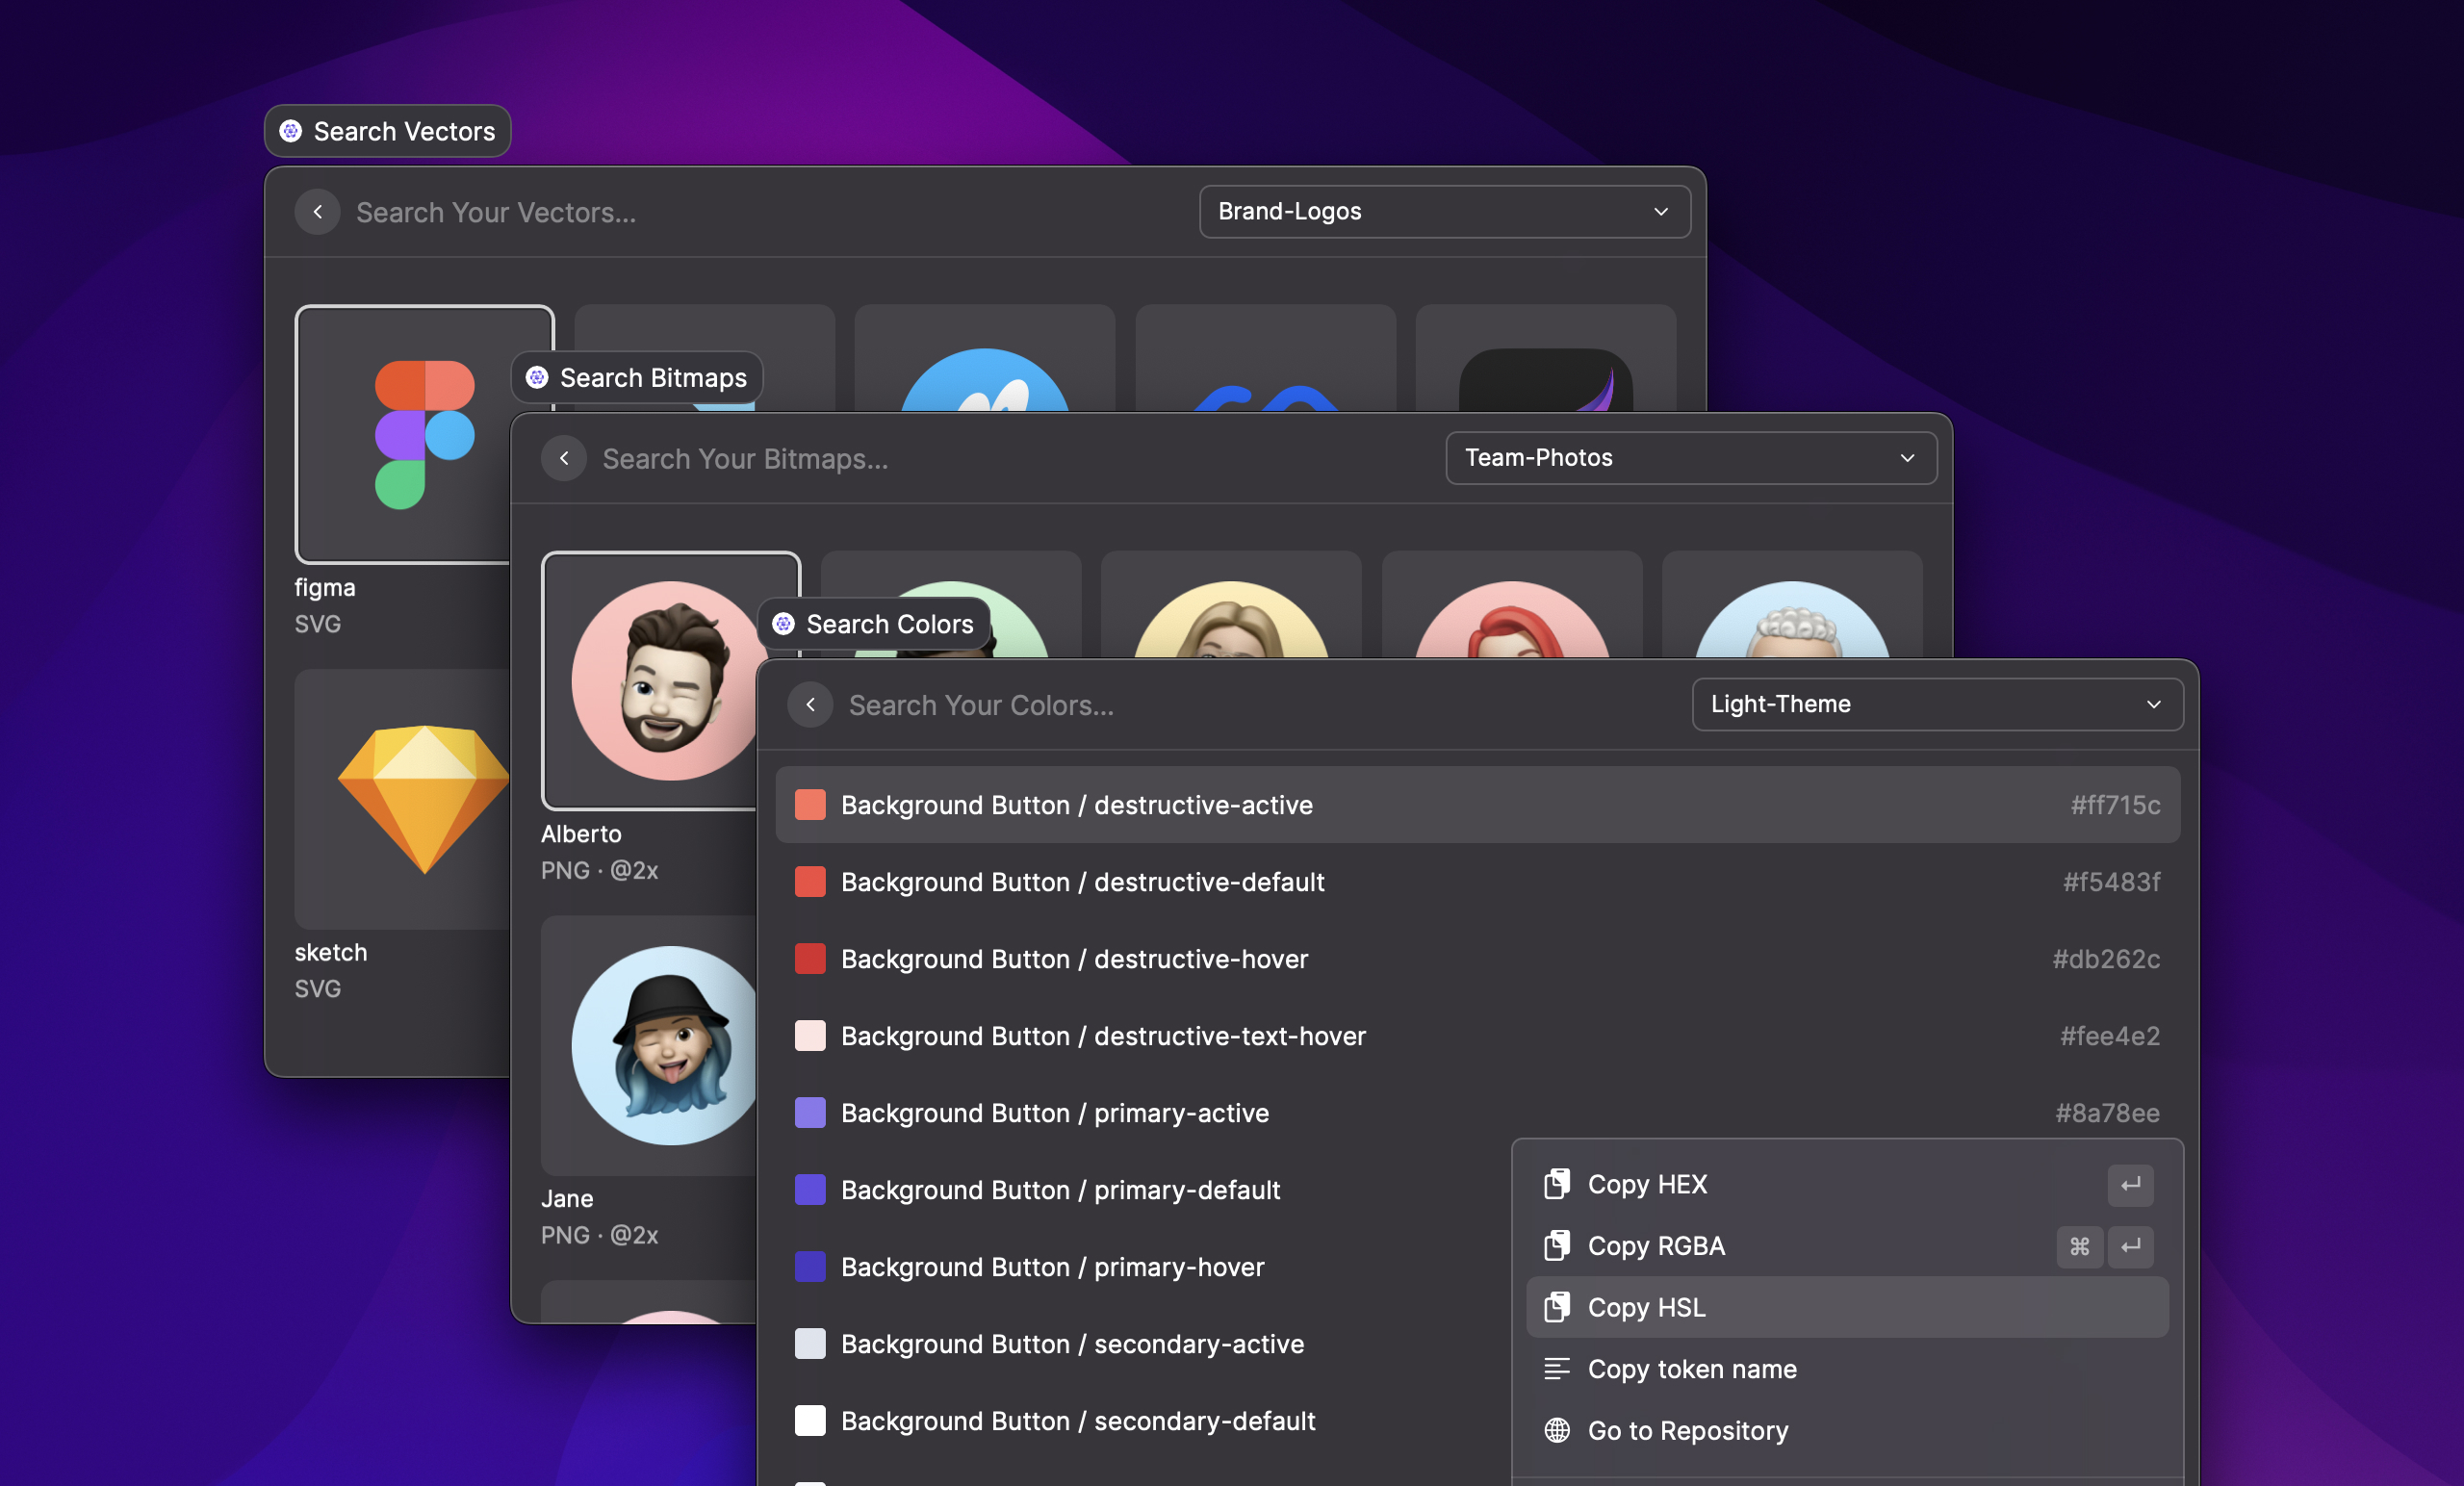 Search Vectors
Search Your Vectors...
Brand-Logos
figma
SVG
sketch
SVG
Search Bitmaps
Search Your Bitmaps...
Team-Photos
Alberto
PNG · @2x
Jane
PNG · @2x
Search Colors
Search Your Colors...
Light-Theme
Background Button / destructive-active #ff715c
Background Button / destructive-default #f5483f
Background Button / destructive-hover #db262c
Background Button / destructive-text-hover #fee4e2
Background Button / primary-active #8a78ee
Background Button / primary-default
Background Button / primary-hover
Background Button / secondary-active
Background Button / secondary-default
Copy HEX ↵
Copy RGBA ⌘ ↵
Copy HSL
Copy token name
Go to Repository